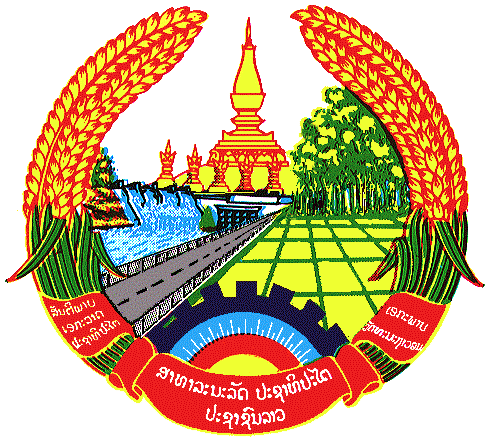 ສັນຕິພາບ
ເອກະລາດ
ປະຊາທິປະໄຕ
ສາທາລະນະລັດ ປະຊາທິປະໄຕ
ປະຊາຊົນລາວ
ເອກະພາບ
ວັດທະນະຖາວອນ